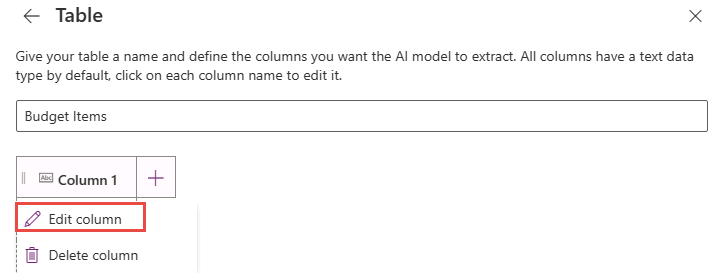 Table
Give your table a name and define the columns you want the AI model to extract. All columns have a text data
type by default, click on each column name to edit it.
Budget Items
Abc Column 1
Edit column
Delete column